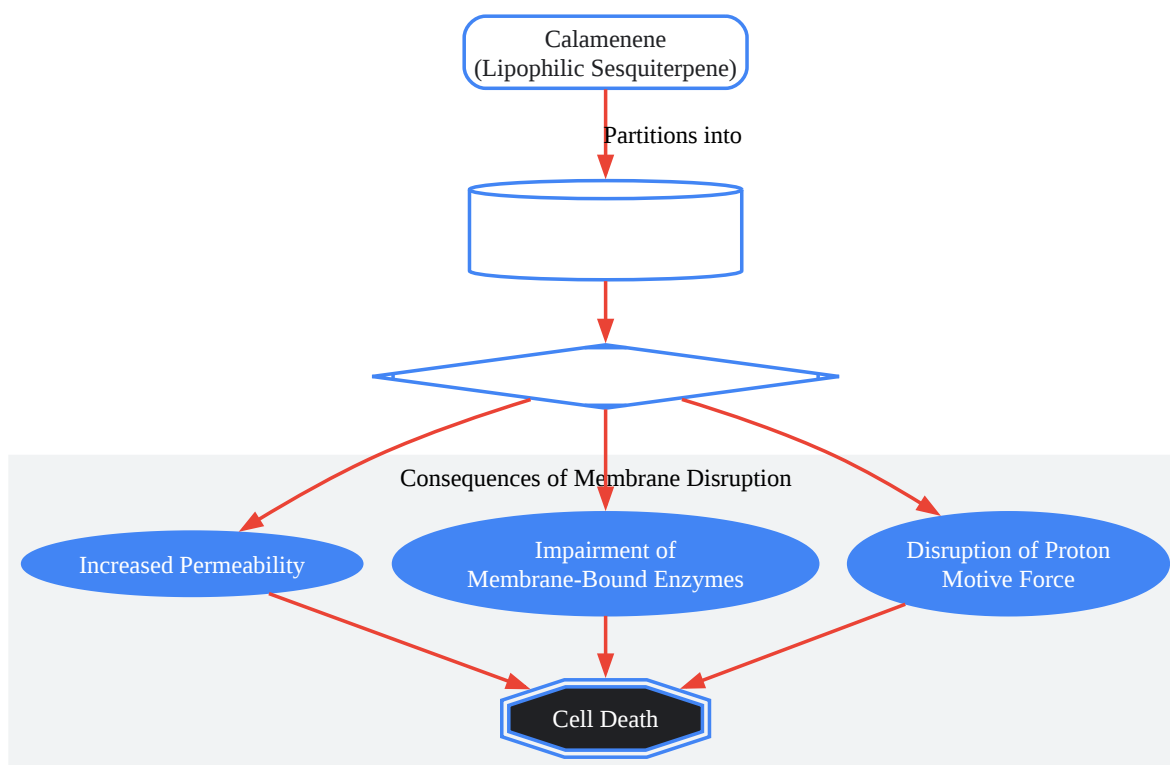 Calamenene
(Lipophilic Sesquiterpene)
Partitions into
Consequences of Membrane Disruption
Increased Permeability
Impairment of
Membrane-Bound Enzymes
Disruption of Proton
Motive Force
Cell Death